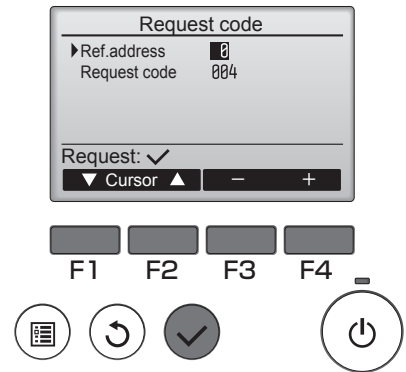 Request code
Ref.address 0
Request code 004
Request: ✓
▼ Cursor ▲ − +
F1 F2 F3 F4